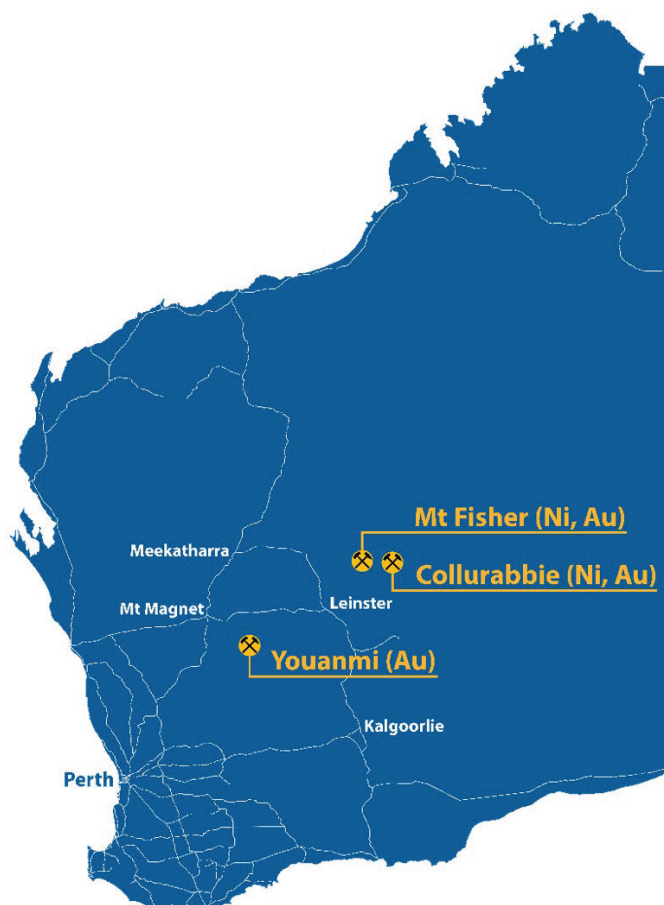 Mt Fisher (Ni, Au)
Meekatharra
Collurabbie (Ni, Au)
Leinster
Mt Magnet
Youanmi (Au)
Kalgoorlie
Perth